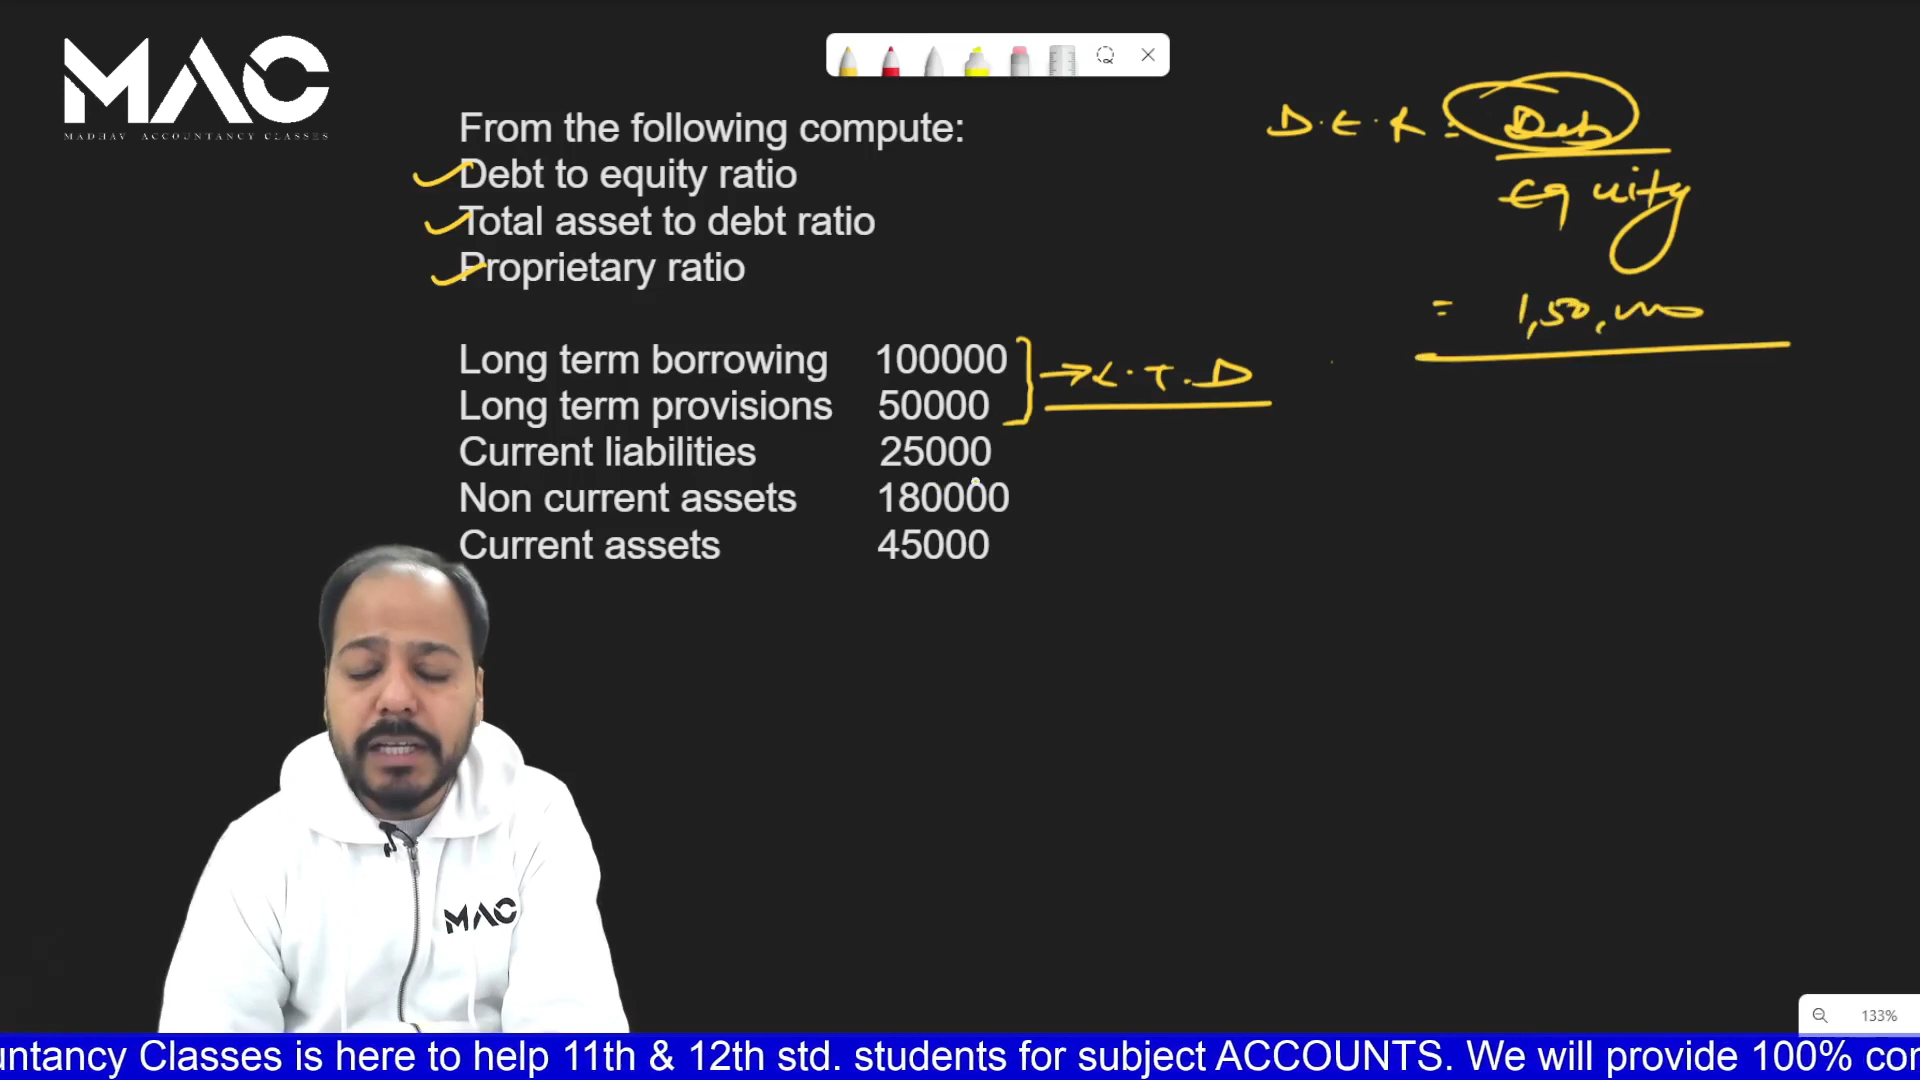 MAC
MADHAV ACCOUNTANCY CLASSES
From the following compute:
Debt to equity ratio
Total asset to debt ratio
Proprietary ratio
Long term borrowing 100000
Long term provisions 50000
Current liabilities 25000
Non current assets 180000
Current assets 45000
→ L.T.D
D.E.R = Debt
Equity
= 1,50,000
MAC
133%
untancy Classes is here to help 11th & 12th std. students for subject ACCOUNTS. We will provide 100% con